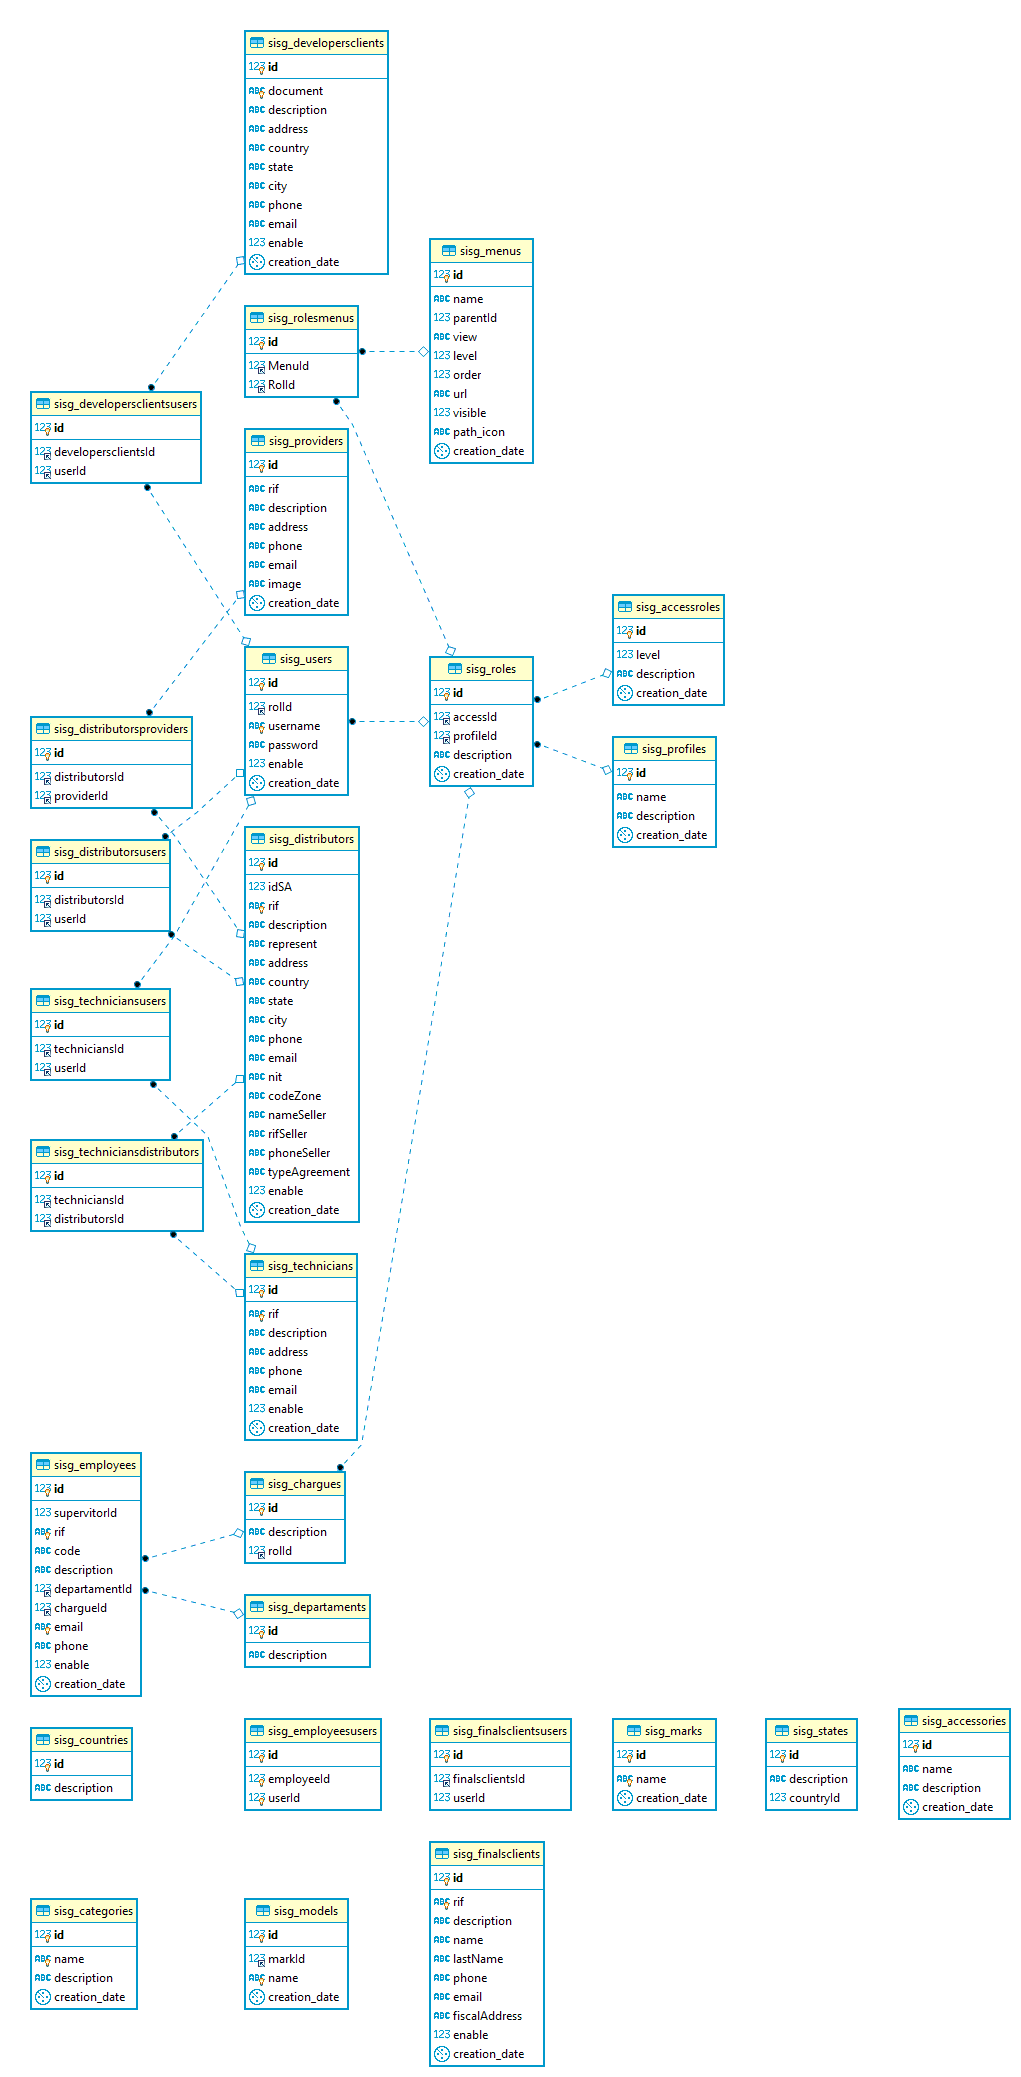 sisg_developersclients
123 id
ABC document
ABC description
ABC address
ABC country
ABC state
ABC city
ABC phone
ABC email
123 enable
creation_date
sisg_menus
123 id
ABC name
123 parentId
ABC view
123 level
123 order
ABC url
123 visible
ABC path_icon
creation_date
sisg_rolesmenus
123 id
123 MenuId
123 RolId
sisg_developersclientsusers
123 id
123 developersclientsId
123 userId
sisg_providers
123 id
ABC rif
ABC description
ABC address
ABC phone
ABC email
ABC image
creation_date
sisg_accessroles
123 id
123 level
ABC description
creation_date
sisg_users
123 id
123 rolId
ABC username
ABC password
123 enable
creation_date
sisg_roles
123 id
123 accessId
123 profileId
ABC description
creation_date
sisg_distributorsproviders
123 id
123 distributorsId
123 providerId
sisg_profiles
123 id
ABC name
ABC description
creation_date
sisg_distributorsusers
123 id
123 distributorsId
123 userId
sisg_distributors
123 id
123 idSA
ABC rif
ABC description
ABC represent
ABC address
ABC country
ABC state
ABC city
ABC phone
ABC email
ABC nit
ABC codeZone
ABC nameSeller
ABC rifSeller
ABC phoneSeller
ABC typeAgreement
123 enable
creation_date
sisg_techniciansusers
123 id
123 techniciansId
123 userId
sisg_techniciansdistributors
123 id
123 techniciansId
123 distributorsId
sisg_technicians
123 id
ABC rif
ABC description
ABC address
ABC phone
ABC email
123 enable
creation_date
sisg_employees
123 id
123 supervitorId
ABC rif
ABC code
ABC description
123 departamentId
123 chargueId
ABC email
ABC phone
123 enable
creation_date
sisg_chargues
123 id
ABC description
123 rolId
sisg_departaments
123 id
ABC description
sisg_countries
123 id
ABC description
sisg_employeesusers
123 id
123 employeeId
123 userId
sisg_finalsclientsusers
123 id
123 finalsclientsId
123 userId
sisg_marks
123 id
ABC name
creation_date
sisg_states
123 id
ABC description
123 countryId
sisg_accessories
123 id
ABC name
ABC description
creation_date
sisg_categories
123 id
ABC name
ABC description
creation_date
sisg_models
123 id
123 markId
ABC name
creation_date
sisg_finalsclients
123 id
ABC rif
ABC description
ABC name
ABC lastName
ABC phone
ABC email
ABC fiscalAddress
123 enable
creation_date